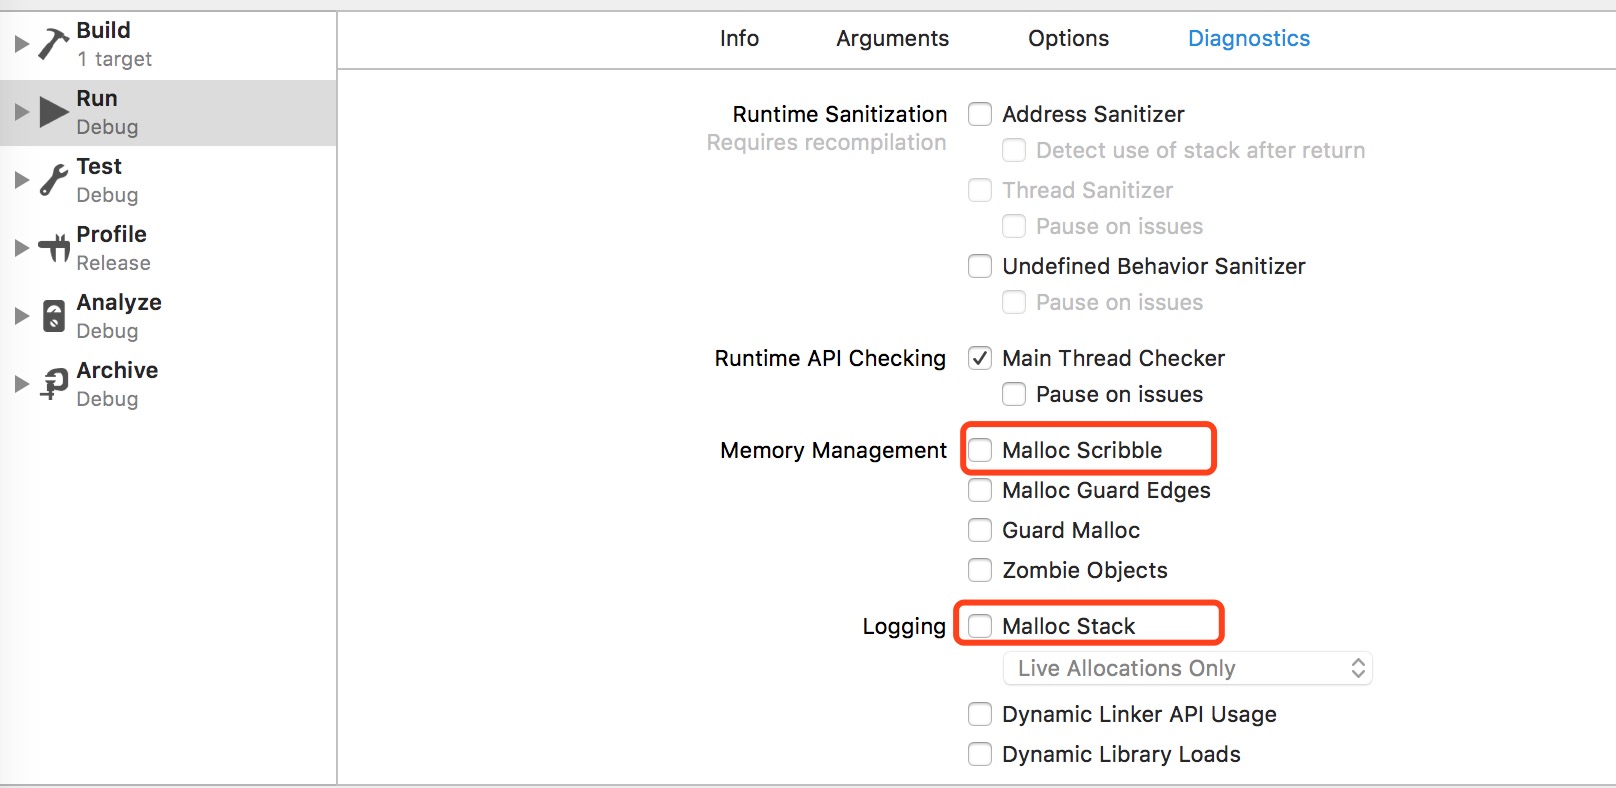 Build
1 target
Run
Debug
Test
Debug
Profile
Release
Analyze
Debug
Archive
Debug
Info Arguments Options Diagnostics
Runtime Sanitization Address Sanitizer
Requires recompilation
Detect use of stack after return
Thread Sanitizer
Pause on issues
Undefined Behavior Sanitizer
Pause on issues
Runtime API Checking Main Thread Checker
Pause on issues
Memory Management Malloc Scribble
Malloc Guard Edges
Guard Malloc
Zombie Objects
Logging Malloc Stack
Live Allocations Only
Dynamic Linker API Usage
Dynamic Library Loads